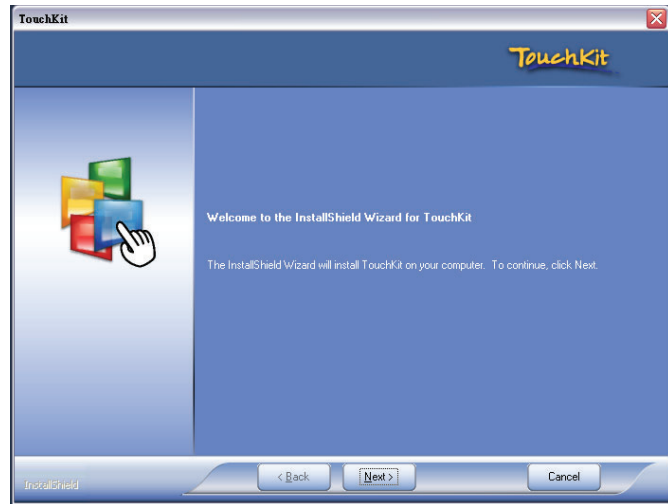 TouchKit
TouchKit
Welcome to the InstallShield Wizard for TouchKit
The InstallShield Wizard will install TouchKit on your computer. To continue, click Next.
InstallShield
< Back
Next >
Cancel